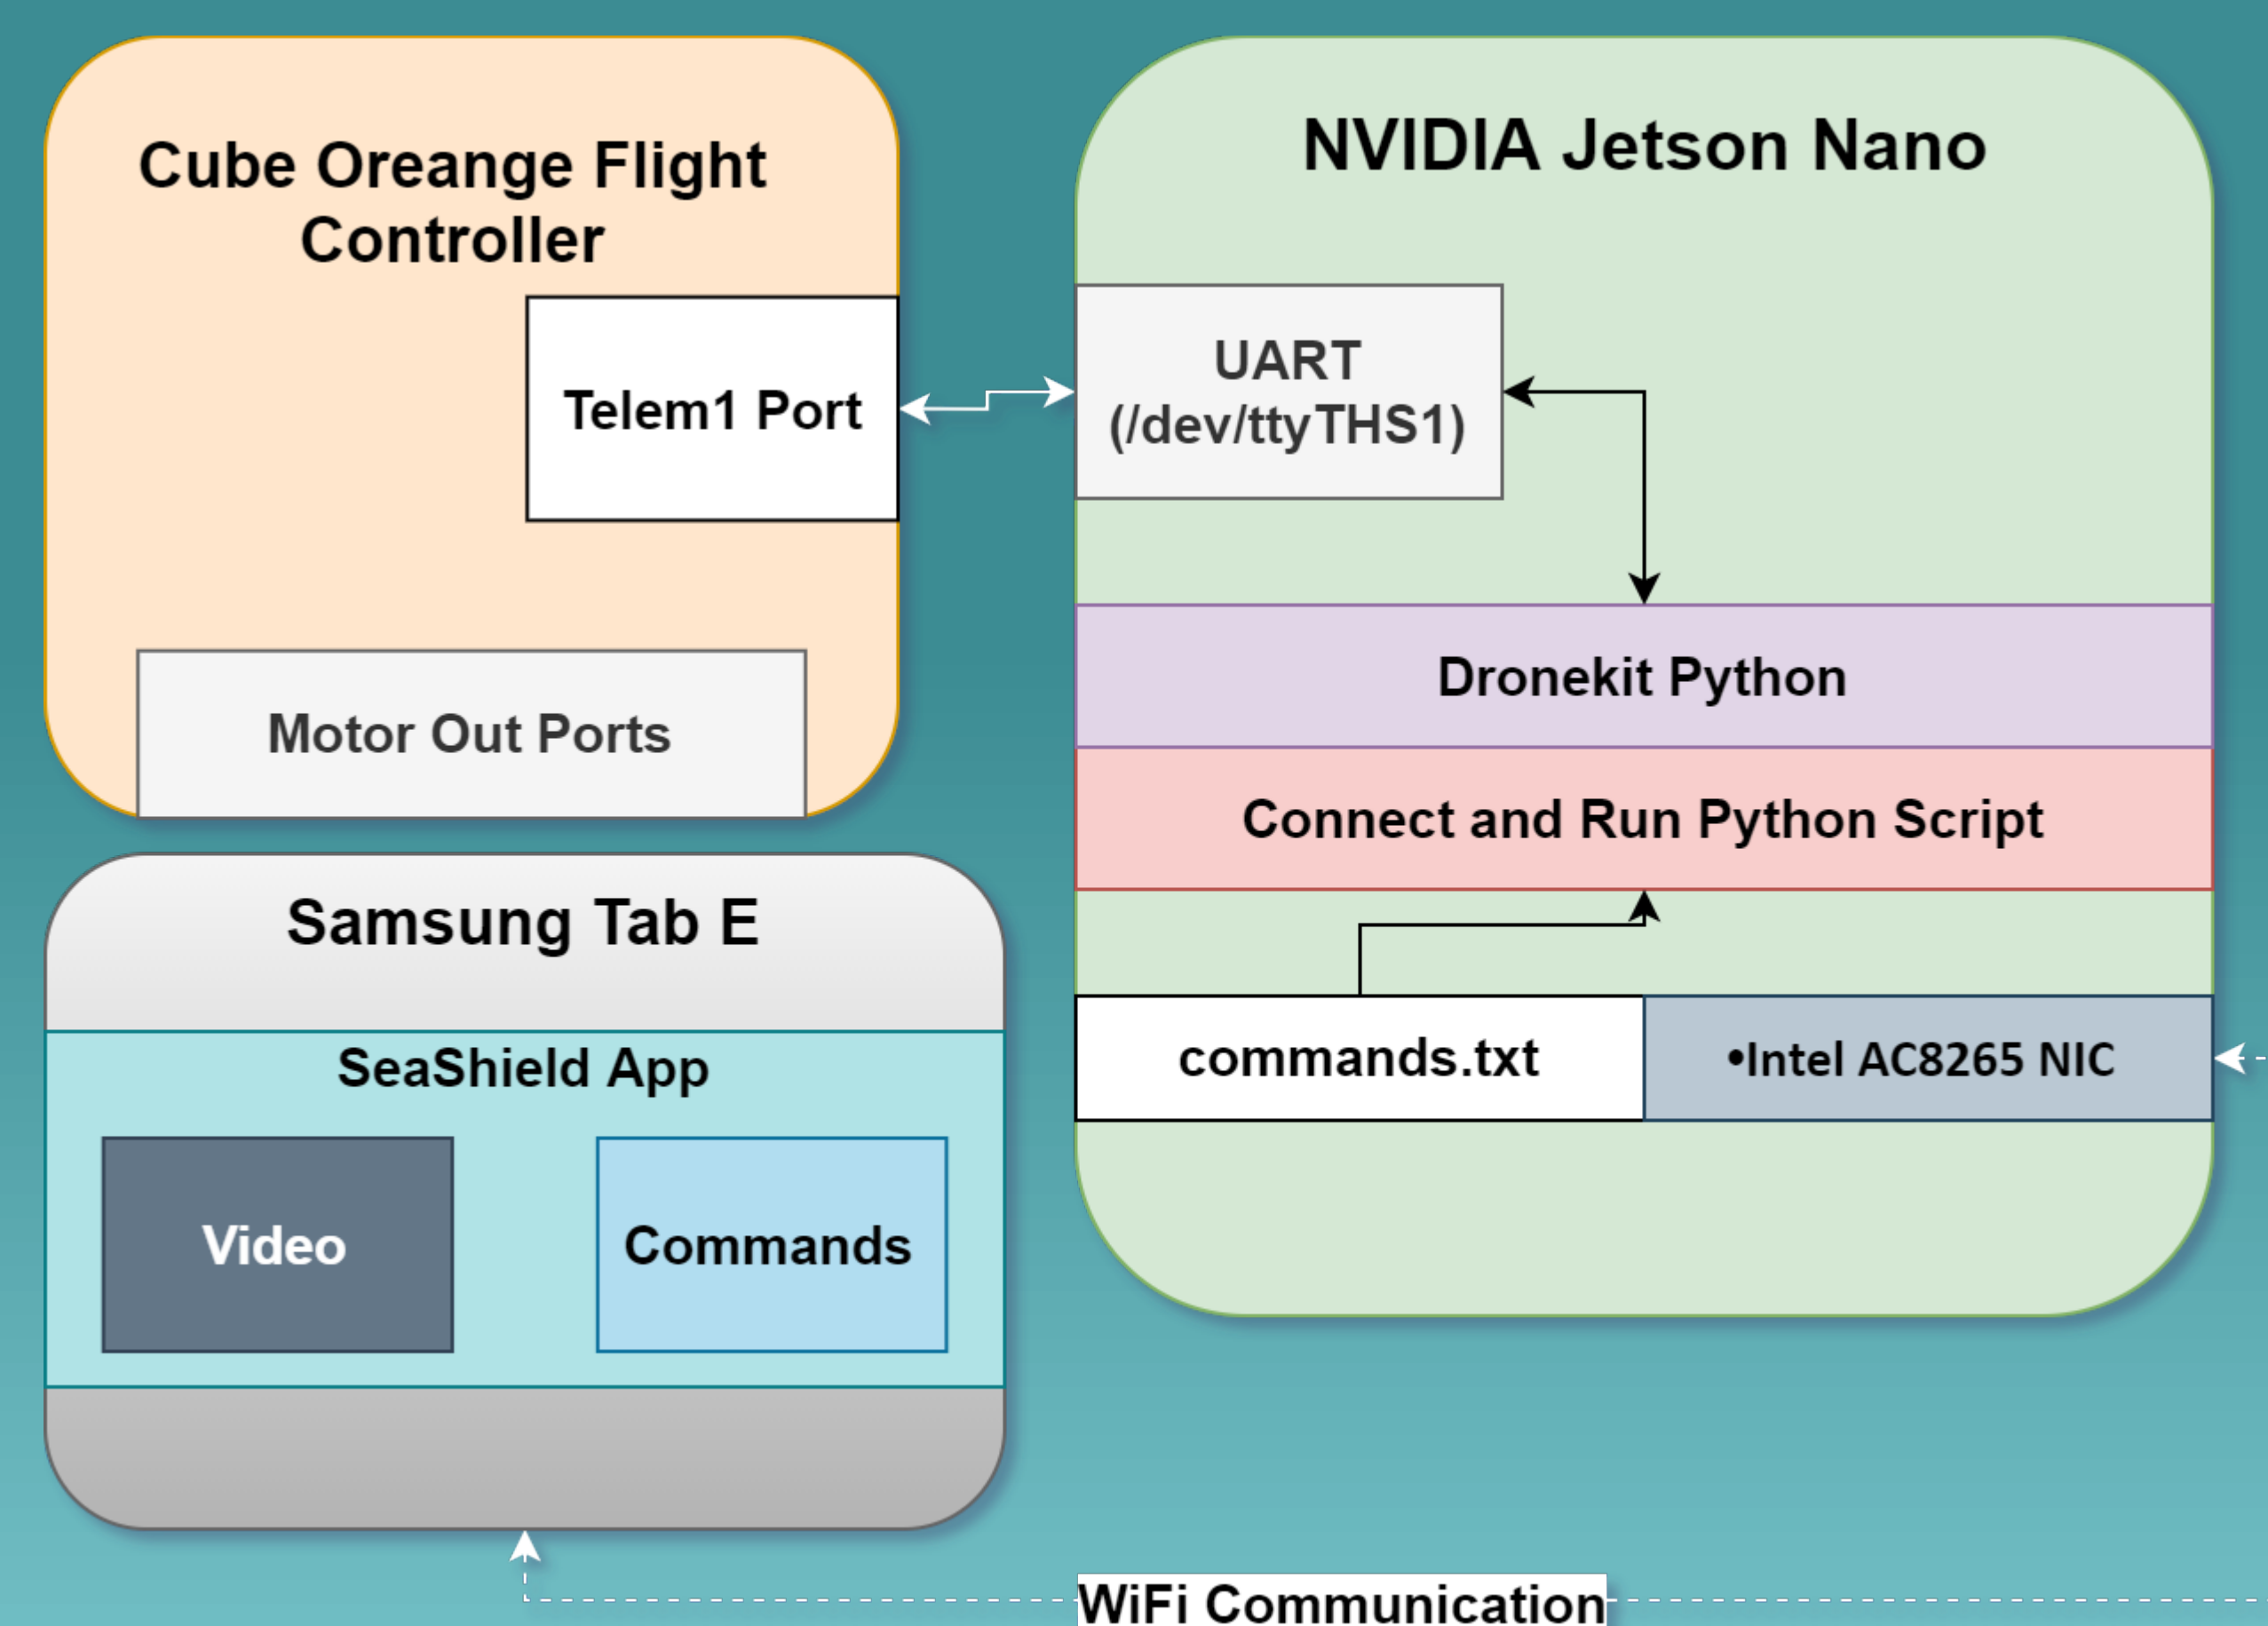 Cube Oreange Flight
Controller
Telem1 Port
Motor Out Ports
NVIDIA Jetson Nano
UART
(/dev/ttyTHS1)
Dronekit Python
Connect and Run Python Script
commands.txt
•Intel AC8265 NIC
Samsung Tab E
SeaShield App
Video
Commands
WiFi Communication